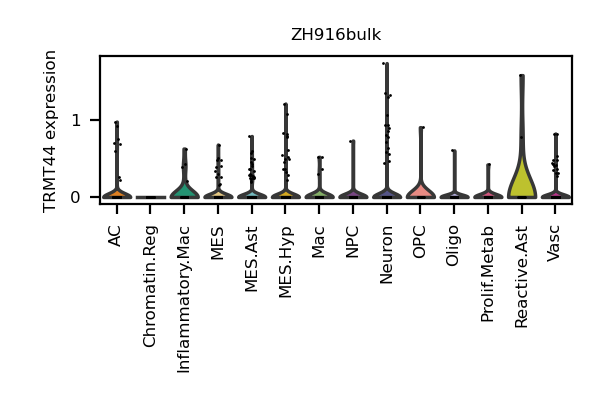 ZH916bulk
TRMT44 expression
1
0
AC
Chromatin.Reg
Inflammatory.Mac
MES
MES.Ast
MES.Hyp
Mac
NPC
Neuron
OPC
Oligo
Prolif.Metab
Reactive.Ast
Vasc